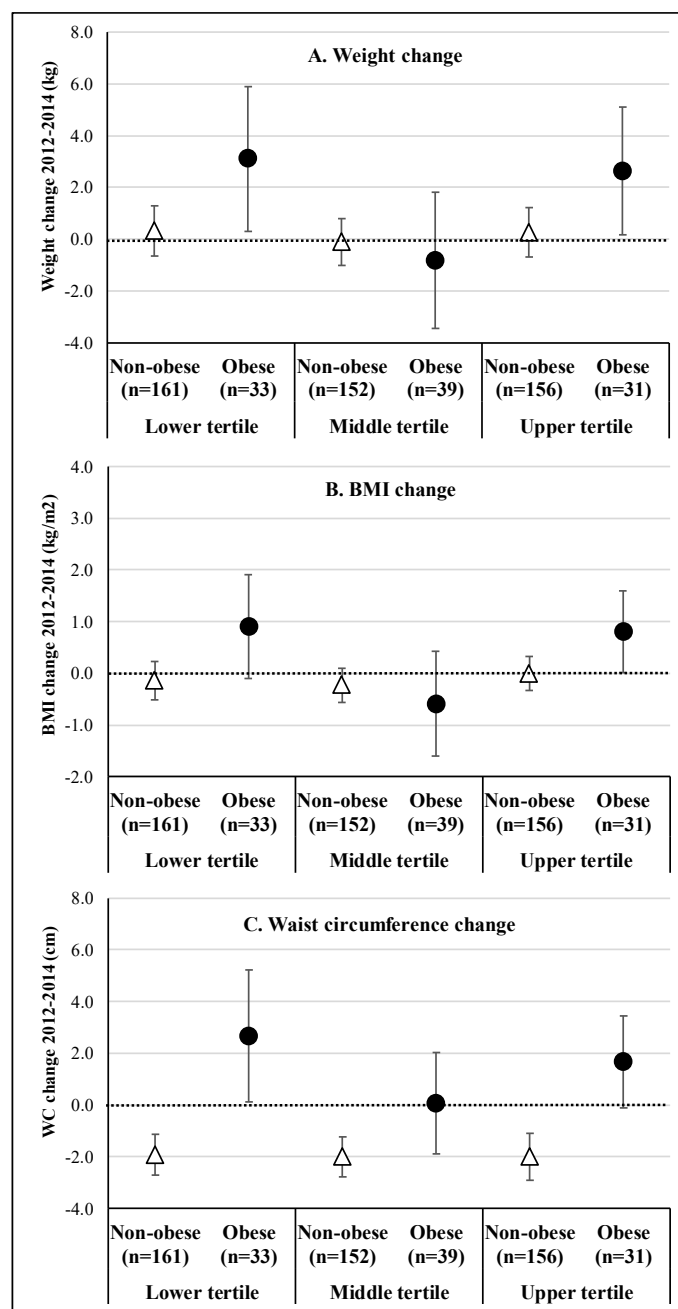 A. Weight change
Weight change 2012-2014 (kg)
8.0
6.0
4.0
2.0
0.0
-2.0
-4.0
Non-obese Obese Non-obese Obese Non-obese Obese
(n=161) (n=33) (n=152) (n=39) (n=156) (n=31)
Lower tertile Middle tertile Upper tertile
B. BMI change
BMI change 2012-2014 (kg/m2)
4.0
3.0
2.0
1.0
0.0
-1.0
-2.0
Non-obese Obese Non-obese Obese Non-obese Obese
(n=161) (n=33) (n=152) (n=39) (n=156) (n=31)
Lower tertile Middle tertile Upper tertile
C. Waist circumference change
WC change 2012-2014 (cm)
8.0
6.0
4.0
2.0
0.0
-2.0
-4.0
Non-obese Obese Non-obese Obese Non-obese Obese
(n=161) (n=33) (n=152) (n=39) (n=156) (n=31)
Lower tertile Middle tertile Upper tertile